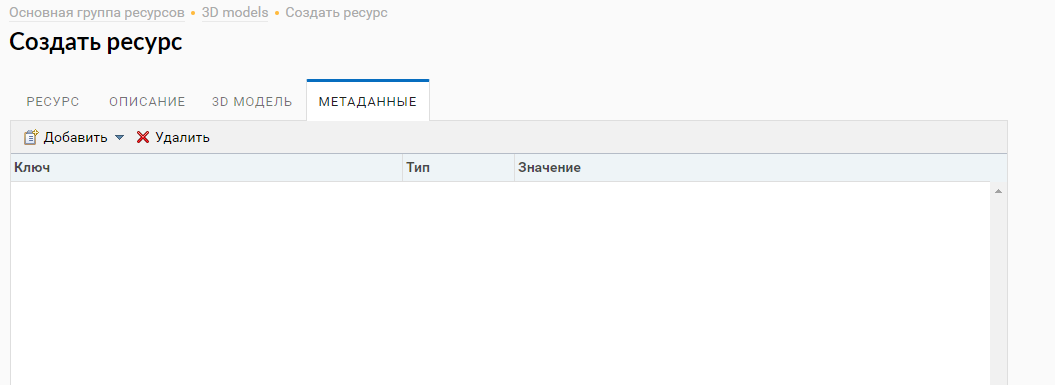 Основная группа ресурсов • 3D models • Создать ресурс
Создать ресурс
РЕСУРС ОПИСАНИЕ 3D МОДЕЛЬ МЕТАДАННЫЕ
Добавить Удалить
Ключ Тип Значение